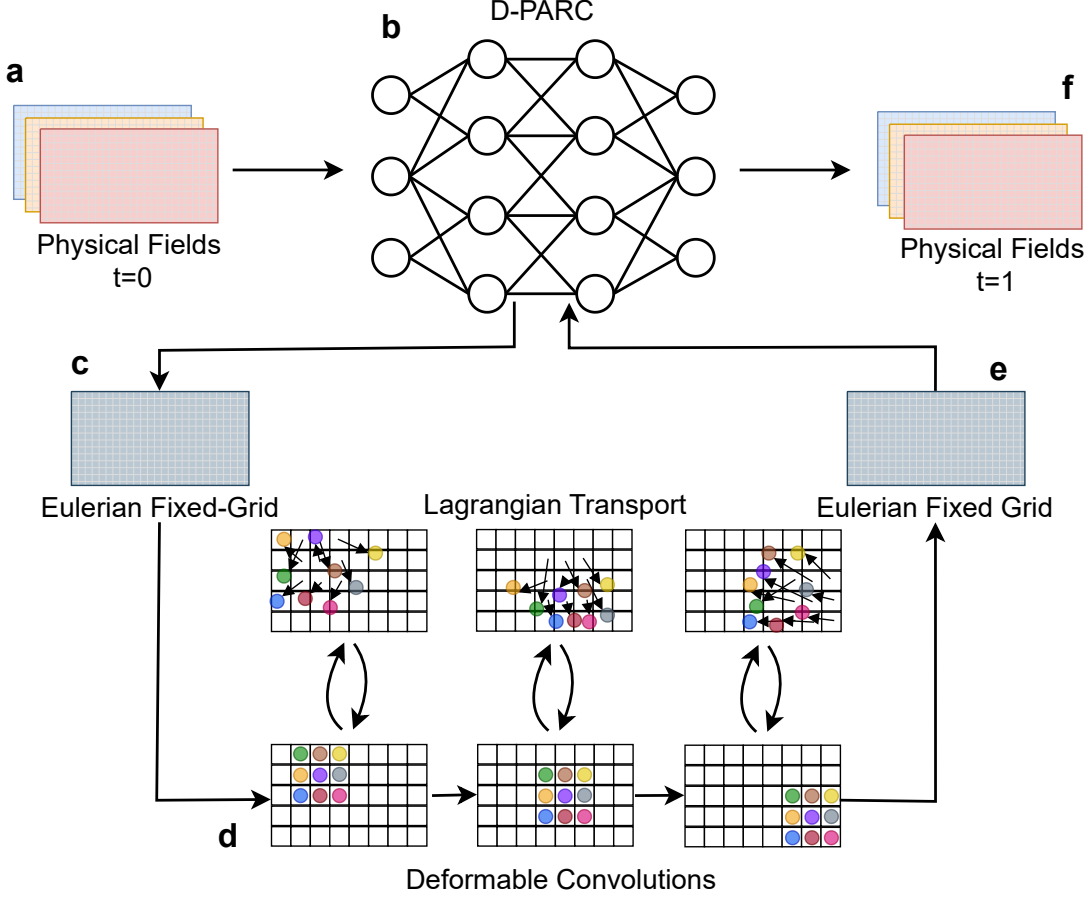 D-PARC
b
a
f
Physical Fields
t=0
Physical Fields
t=1
c
e
Eulerian Fixed-Grid
Lagrangian Transport
Eulerian Fixed Grid
d
Deformable Convolutions